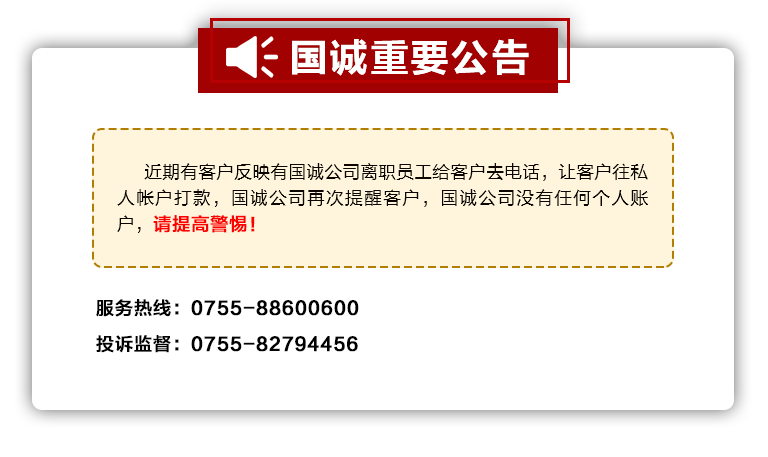 国诚重要公告
近期有客户反映有国诚公司离职员工给客户去电话，让客户往私
人帐户打款，国诚公司再次提醒客户，国诚公司没有任何个人账
户，请提高警惕！
服务热线：0755-88600600
投诉监督：0755-82794456